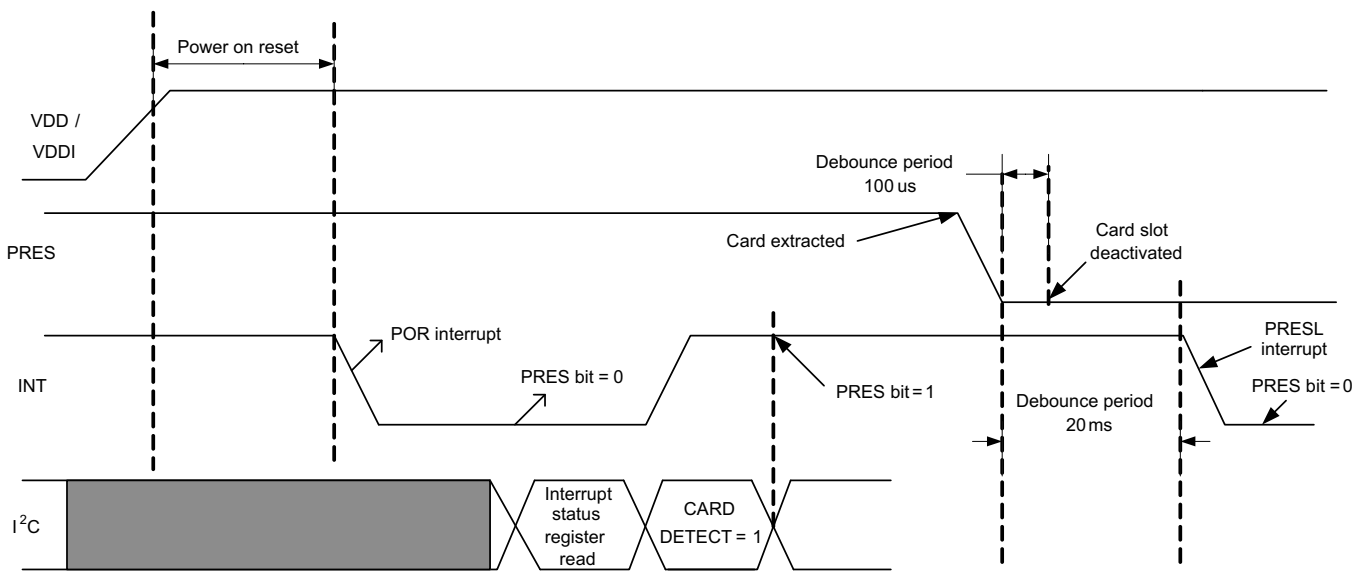 Power on reset
VDD /
VDDI
Debounce period
100 us
Card extracted
Card slot
deactivated
PRES
POR interrupt
PRESL
interrupt
INT
PRES bit = 0
PRES bit = 1
PRES bit = 0
Debounce period
20 ms
I²C
Interrupt
status
register
read
CARD
DETECT = 1